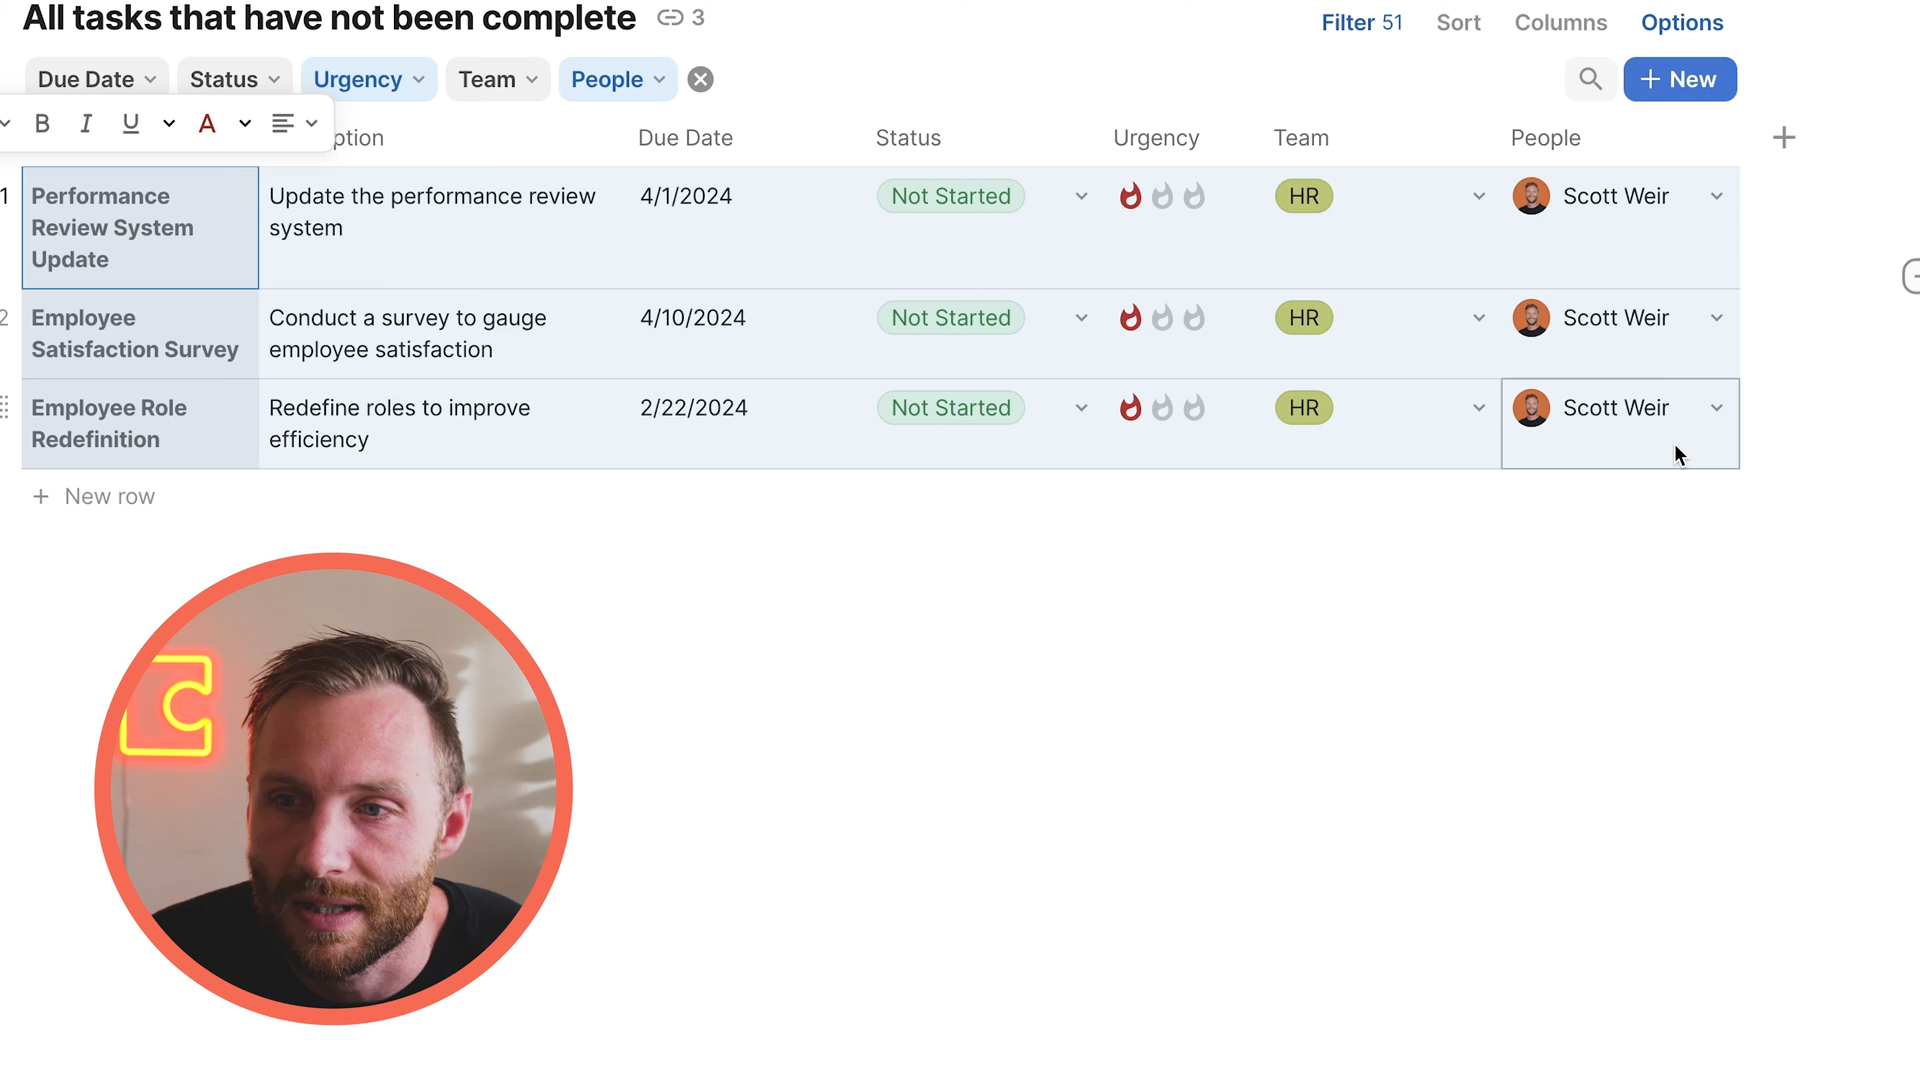 All tasks that have not been complete 3
Filter 51 Sort Columns Options
Due Date Status Urgency Team People
+ New
B I U A
ption Due Date Status Urgency Team People
1 Performance Review System Update
Update the performance review system
4/1/2024 Not Started HR Scott Weir
2 Employee Satisfaction Survey
Conduct a survey to gauge employee satisfaction
4/10/2024 Not Started HR Scott Weir
Employee Role Redefinition
Redefine roles to improve efficiency
2/22/2024 Not Started HR Scott Weir
+ New row